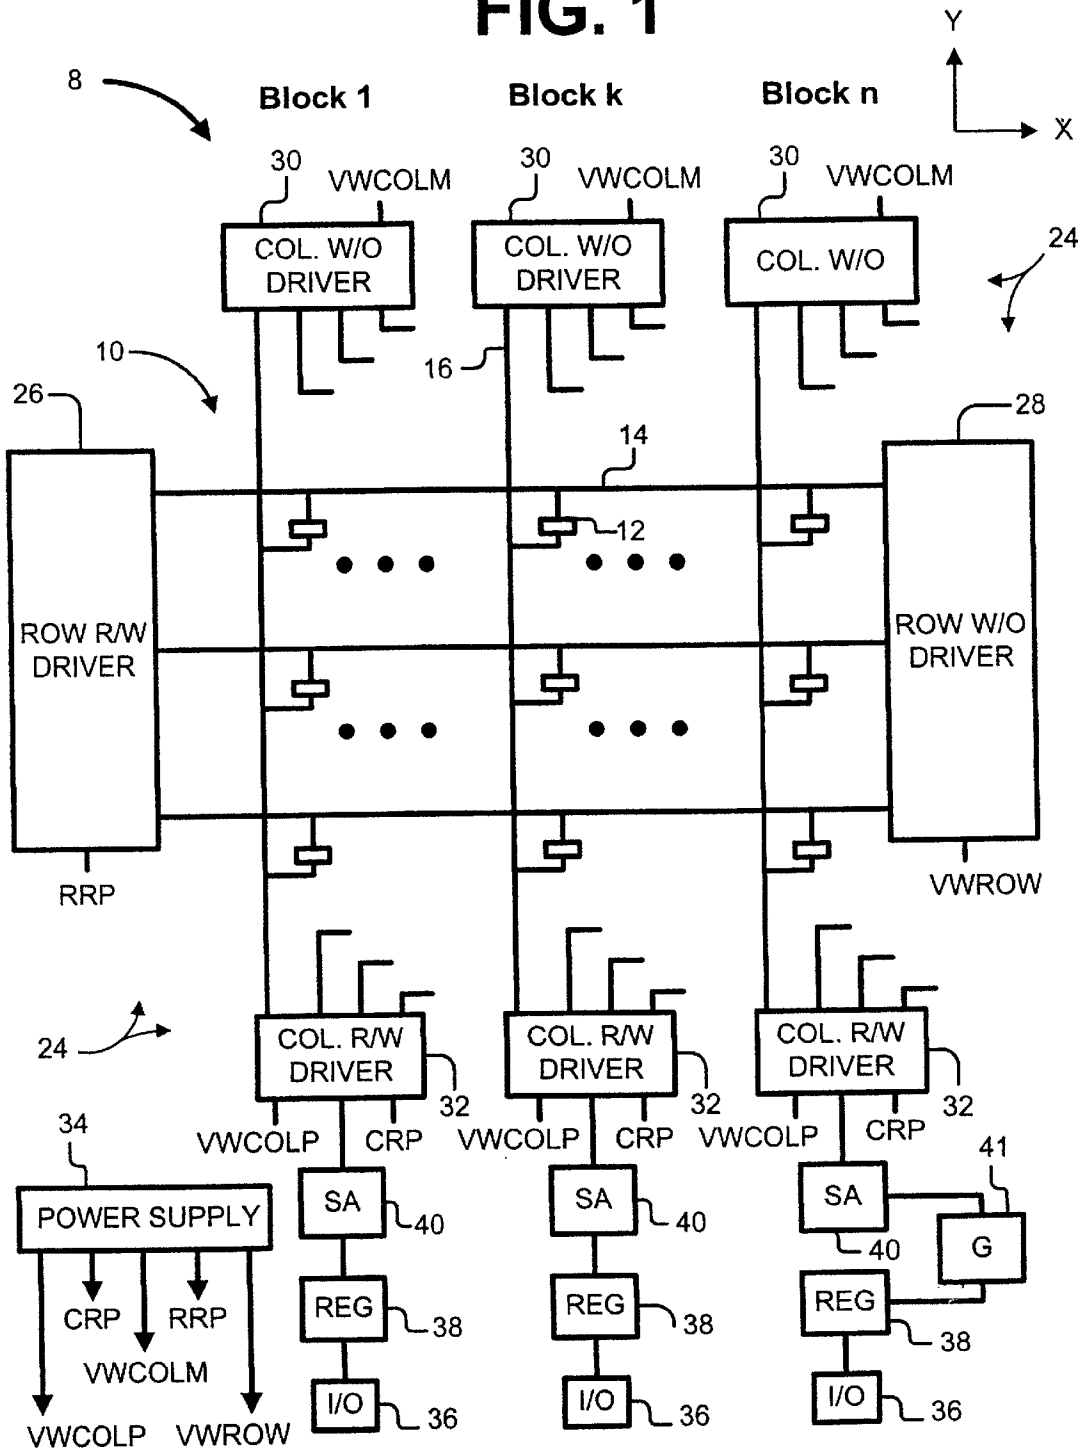 FIG. 1
Y
X
8
Block 1
Block k
Block n
30
VWCOLM
30
VWCOLM
30
VWCOLM
COL. W/O
DRIVER
COL. W/O
DRIVER
COL. W/O
24
10
16
26
28
14
12
ROW R/W
DRIVER
ROW W/O
DRIVER
RRP
VWROW
24
COL. R/W
DRIVER
COL. R/W
DRIVER
COL. R/W
DRIVER
32
32
32
VWCOLP
CRP
VWCOLP
CRP
VWCOLP
CRP
34
41
POWER SUPPLY
SA
40
SA
40
SA
40
G
CRP
RRP
VWCOLM
VWCOLP
VWROW
REG
38
REG
38
REG
38
I/O
36
I/O
36
I/O
36